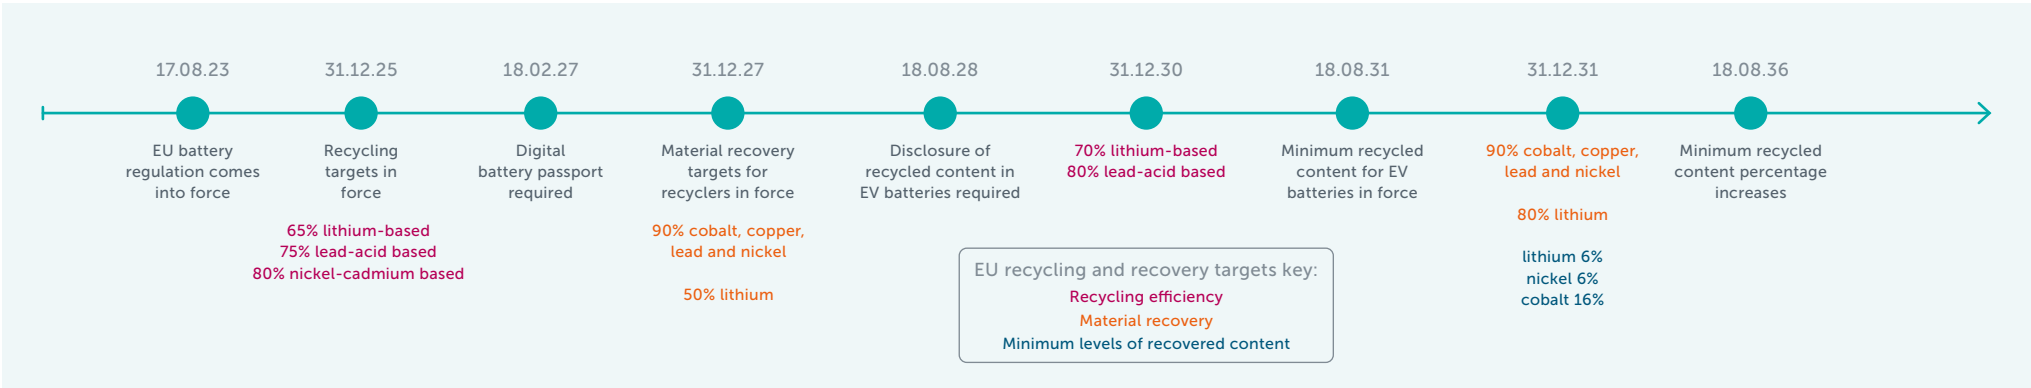 17.08.23
EU battery
regulation comes
into force
31.12.25
Recycling
targets in
force
65% lithium-based
75% lead-acid based
80% nickel-cadmium based
18.02.27
Digital
battery passport
required
31.12.27
Material recovery
targets for
recyclers in force
90% cobalt, copper,
lead and nickel
50% lithium
18.08.28
Disclosure of
recycled content in
EV batteries required
31.12.30
70% lithium-based
80% lead-acid based
18.08.31
Minimum recycled
content for EV
batteries in force
31.12.31
90% cobalt, copper,
lead and nickel
80% lithium
lithium 6%
nickel 6%
cobalt 16%
18.08.36
Minimum recycled
content percentage
increases
EU recycling and recovery targets key:
Recycling efficiency
Material recovery
Minimum levels of recovered content